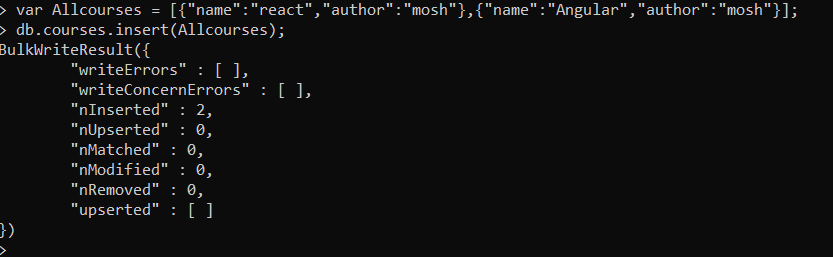 > var Allcourses = [{"name":"react","author":"mosh"},{"name":"Angular","author":"mosh"}];
> db.courses.insert(Allcourses);
BulkWriteResult({
        "writeErrors" : [ ],
        "writeConcernErrors" : [ ],
        "nInserted" : 2,
        "nUpserted" : 0,
        "nMatched" : 0,
        "nModified" : 0,
        "nRemoved" : 0,
        "upserted" : [ ]
})
>